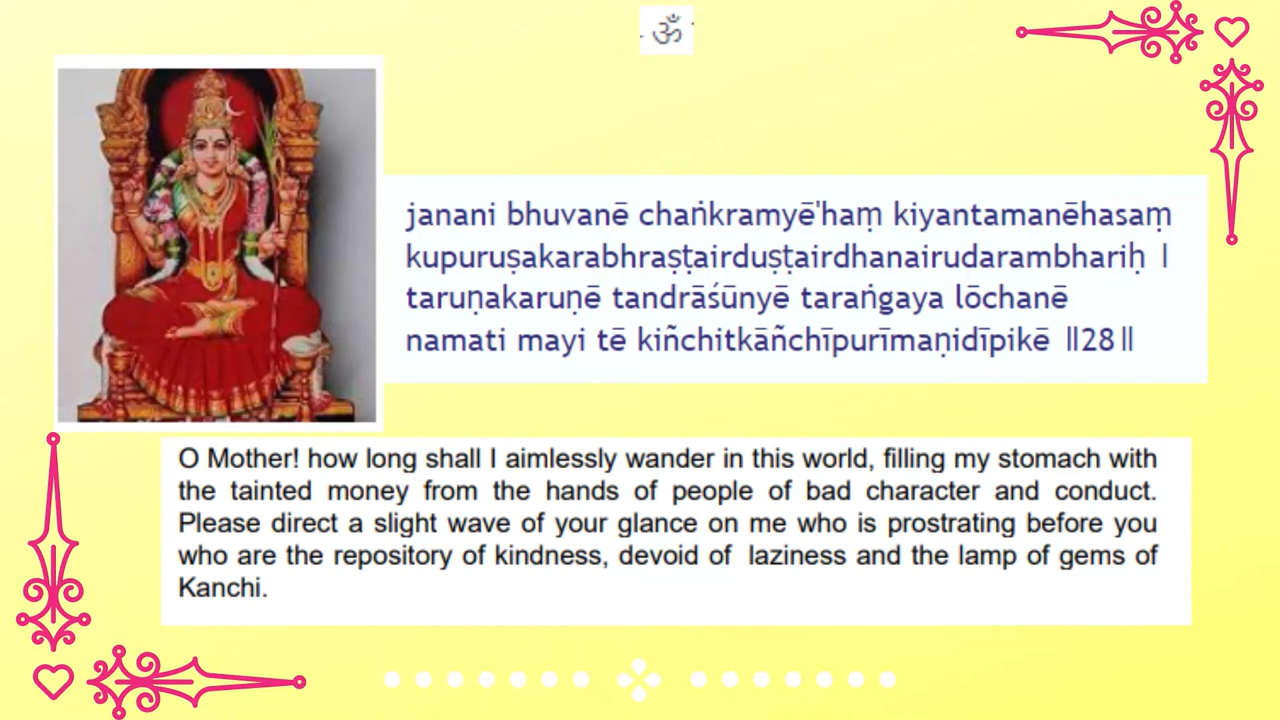 ॐ
janani bhuvanē chaṅkramyē'haṃ kiyantamanēhasaṃ
kupuruṣakarabhraṣṭairduṣṭairdhanairudarambhariḥ |
taruṇakaruṇē tandrāśūnyē taraṅgaya lōchanē
namati mayi tē kiñchitkāñchīpurīmaṇidīpikē ||28||
O Mother! how long shall I aimlessly wander in this world, filling my stomach with
the tainted money from the hands of people of bad character and conduct.
Please direct a slight wave of your glance on me who is prostrating before you
who are the repository of kindness, devoid of laziness and the lamp of gems of
Kanchi.